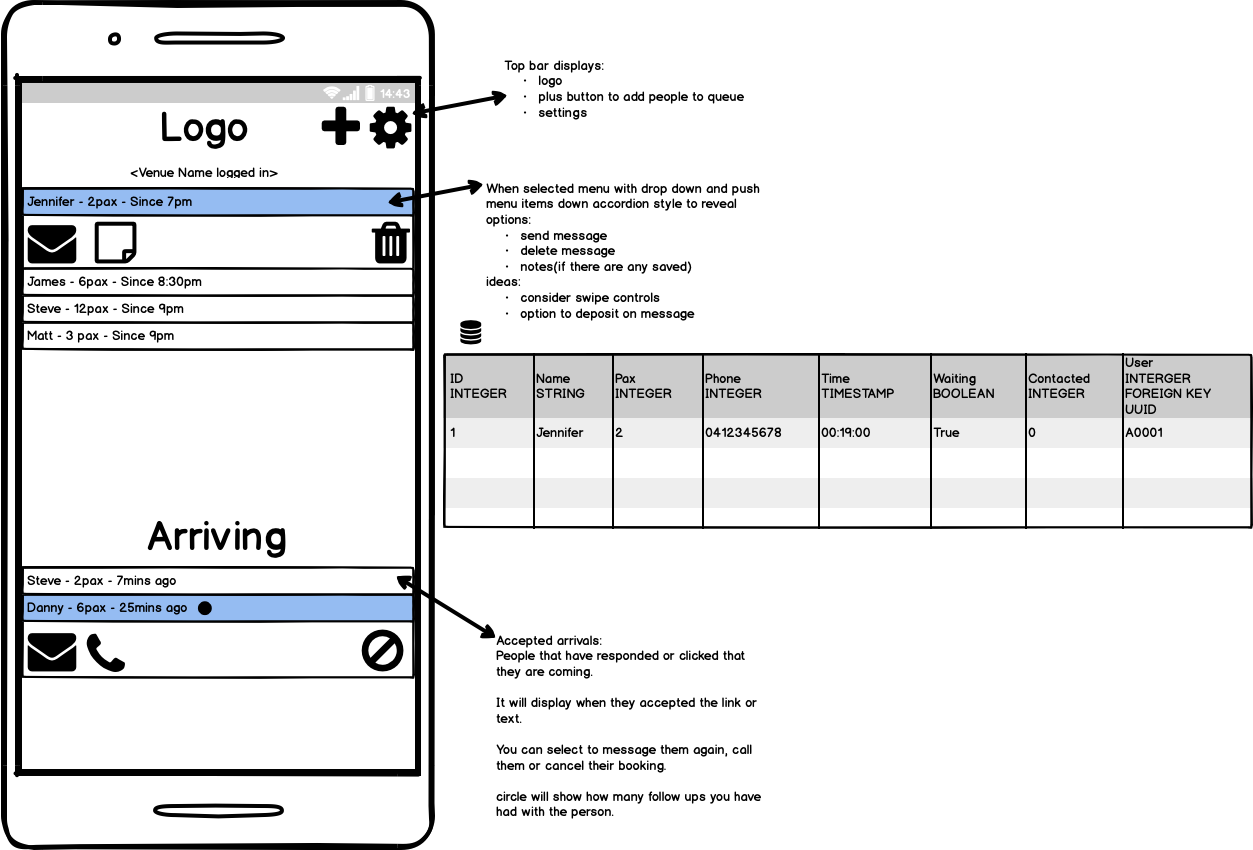 14:43
Logo
<Venue Name logged in>
Jennifer - 2pax - Since 7pm
James - 6pax - Since 8:30pm
Steve - 12pax - Since 9pm
Matt - 3 pax - Since 9pm
Arriving
Steve - 2pax - 7mins ago
Danny - 6pax - 25mins ago
Top bar displays:
· logo
· plus button to add people to queue
· settings
When selected menu with drop down and push
menu items down accordion style to reveal
options:
· send message
· delete message
· notes(if there are any saved)
ideas:
· consider swipe controls
· option to deposit on message
ID INTEGER
Name STRING
Pax INTEGER
Phone INTEGER
Time TIMESTAMP
Waiting BOOLEAN
Contacted INTEGER
User INTERGER FOREIGN KEY UUID
1 Jennifer 2 0412345678 00:19:00 True 0 A0001
Accepted arrivals:
People that have responded or clicked that
they are coming.
It will display when they accepted the link or
text.
You can select to message them again, call
them or cancel their booking.
circle will show how many follow ups you have
had with the person.